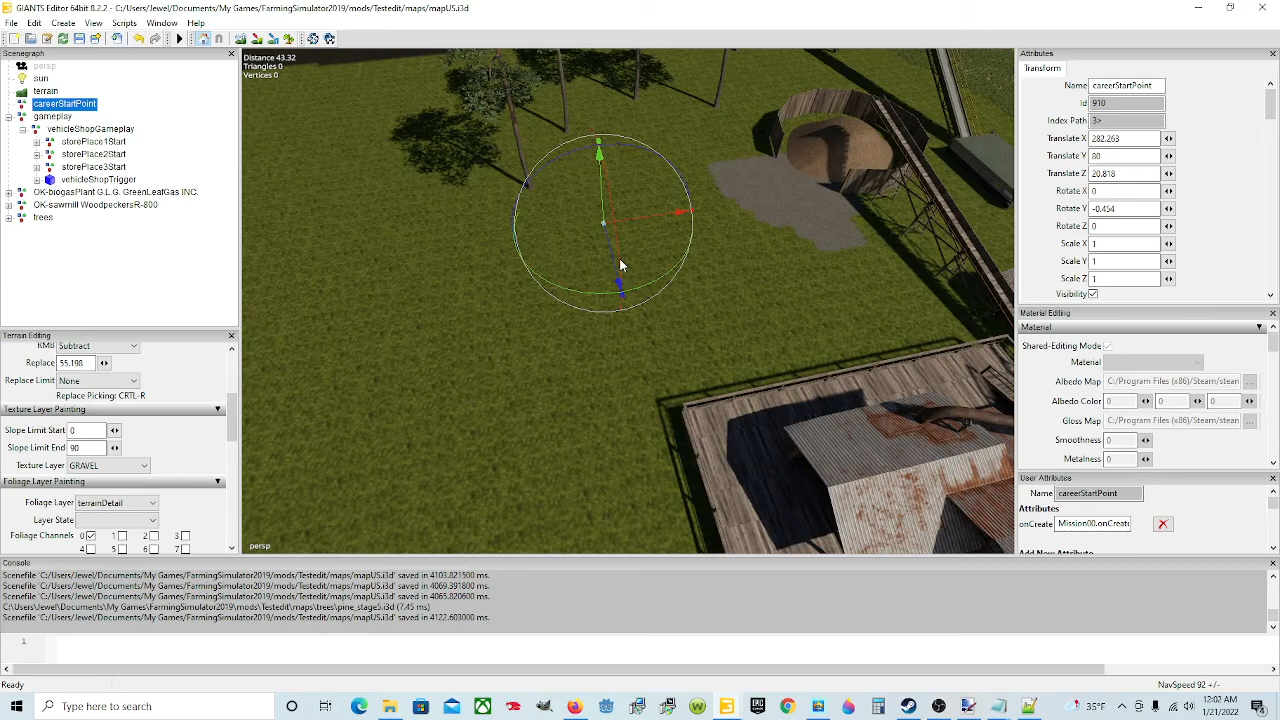 GIANTS Editor 64bit 8.2.2 - C:/Users/Jewel/Documents/My Games/FarmingSimulator2019/mods/Testedit/maps/mapUS.i3d
File Edit Create View Scripts Window Help
Scenegraph
persp
sun
terrain
careerStartPoint
gameplay
vehicleShopGameplay
storePlace1Start
storePlace2Start
storePlace3Start
vehicleShopTrigger
OK-biogasPlant G.L.G. GreenLeafGas INC.
OK-sawmill WoodpeckersR-800
trees
Distance 43.32
Triangles 0
Vertices 0
persp
Attributes
Transform
Name careerStartPoint
Id 910
Index Path 3>
Translate X 282.263
Translate Y 80
Translate Z 20.818
Rotate X 0
Rotate Y -0.454
Rotate Z 0
Scale X 1
Scale Y 1
Scale Z 1
Visibility
Material Editing
Material
Shared-Editing Mode
Material
Albedo Map C:/Program Files (x86)/Steam/stean ...
Albedo Color 0 0 0
Gloss Map C:/Program Files (x86)/Steam/stean ...
Smoothness 0
Metalness 0
User Attributes
Name careerStartPoint
Attributes
onCreate Mission00.onCreate
Add New Attribute
Terrain Editing
RMd Subtract
Replace 55.198
Replace Limit None
Replace Picking: CRTL-R
Texture Layer Painting
Slope Limit Start 0
Slope Limit End 90
Texture Layer GRAVEL
Foliage Layer Painting
Foliage Layer terrainDetail
Layer State
Foliage Channels 0 1 2 3
4 5 6 7
Console
Scenefile 'C:/Users/Jewel/Documents/My Games/FarmingSimulator2019/mods/Testedit/maps/mapUS.i3d' saved in 4103.821500 ms.
Scenefile 'C:/Users/Jewel/Documents/My Games/FarmingSimulator2019/mods/Testedit/maps/mapUS.i3d' saved in 4069.391800 ms.
Scenefile 'C:/Users/Jewel/Documents/My Games/FarmingSimulator2019/mods/Testedit/maps/mapUS.i3d' saved in 4065.820600 ms.
C:\Users\Jewel\Documents\My Games\FarmingSimulator2019\mods\Testedit\maps\trees\pine_stage5.i3d (7.45 ms)
Scenefile 'C:/Users/Jewel/Documents/My Games/FarmingSimulator2019/mods/Testedit/maps/mapUS.i3d' saved in 4122.603000 ms.
1
Ready
NavSpeed 92 +/-
Type here to search
35°F
12:02 AM
1/21/2022
4